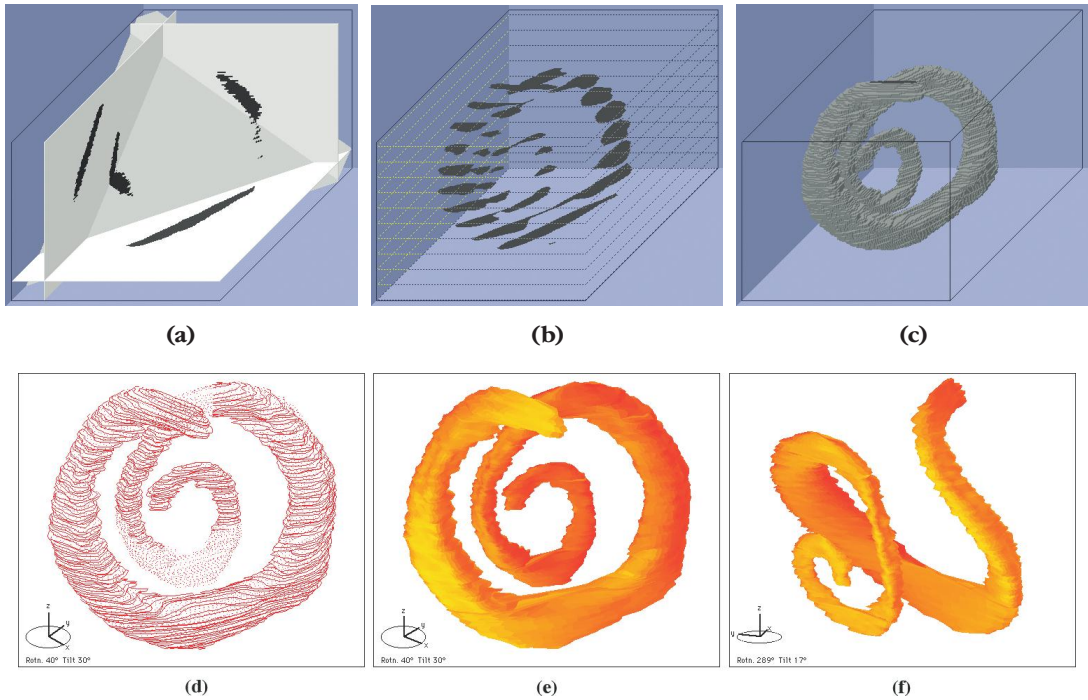 (a)
(b)
(c)
z
y
x
Rotn. 40° Tilt 30°
z
y
x
Rotn. 40° Tilt 30°
z
y
x
Rotn. 289° Tilt 17°
(d)
(e)
(f)